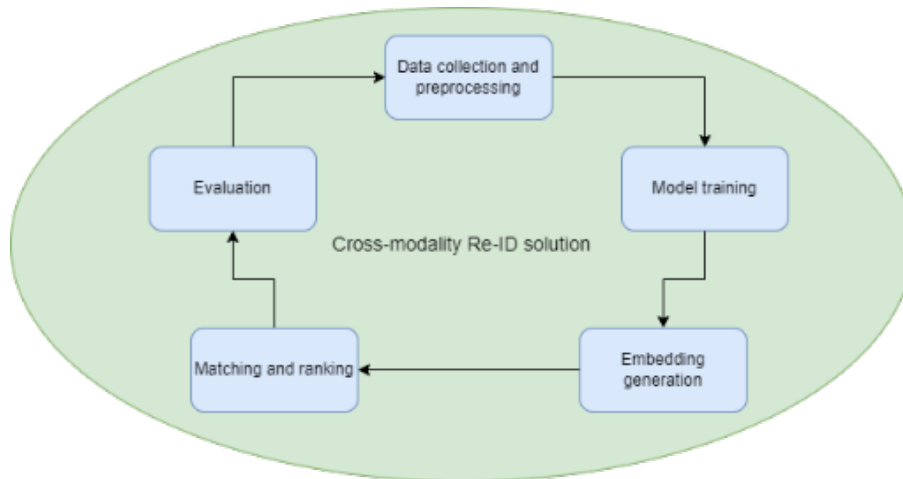 Data collection and
preprocessing
Evaluation
Model training
Cross-modality Re-ID solution
Matching and ranking
Embedding
generation